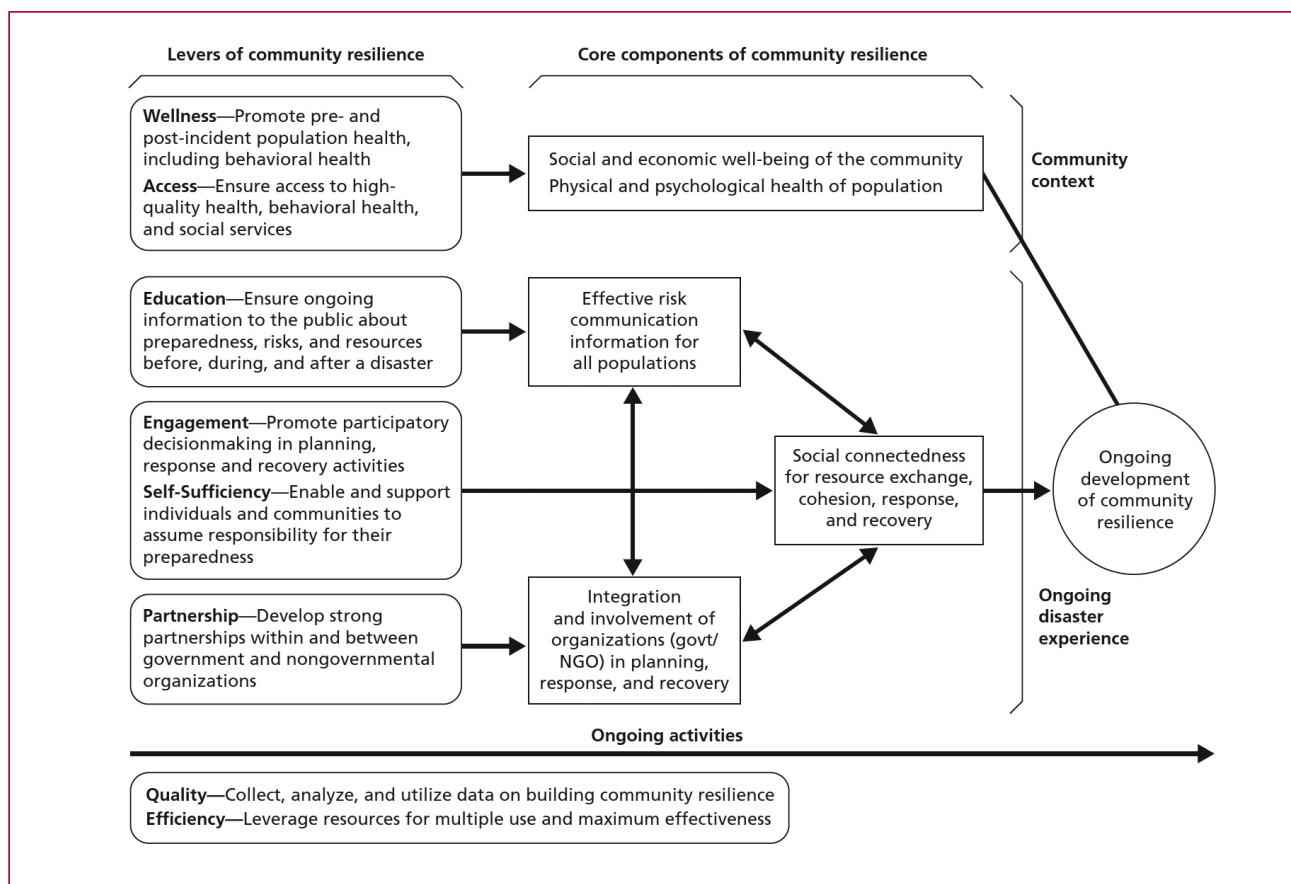 Levers of community resilience
Core components of community resilience
Wellness—Promote pre- and
post-incident population health,
including behavioral health
Access—Ensure access to high-
quality health, behavioral health,
and social services
Social and economic well-being of the community
Physical and psychological health of population
Community
context
Education—Ensure ongoing
information to the public about
preparedness, risks, and resources
before, during, and after a disaster
Effective risk
communication
information for
all populations
Engagement—Promote participatory
decisionmaking in planning,
response and recovery activities
Self-Sufficiency—Enable and support
individuals and communities to
assume responsibility for their
preparedness
Social connectedness
for resource exchange,
cohesion, response,
and recovery
Ongoing
development
of community
resilience
Partnership—Develop strong
partnerships within and between
government and nongovernmental
organizations
Integration
and involvement of
organizations (govt/
NGO) in planning,
response, and recovery
Ongoing
disaster
experience
Ongoing activities
Quality—Collect, analyze, and utilize data on building community resilience
Efficiency—Leverage resources for multiple use and maximum effectiveness